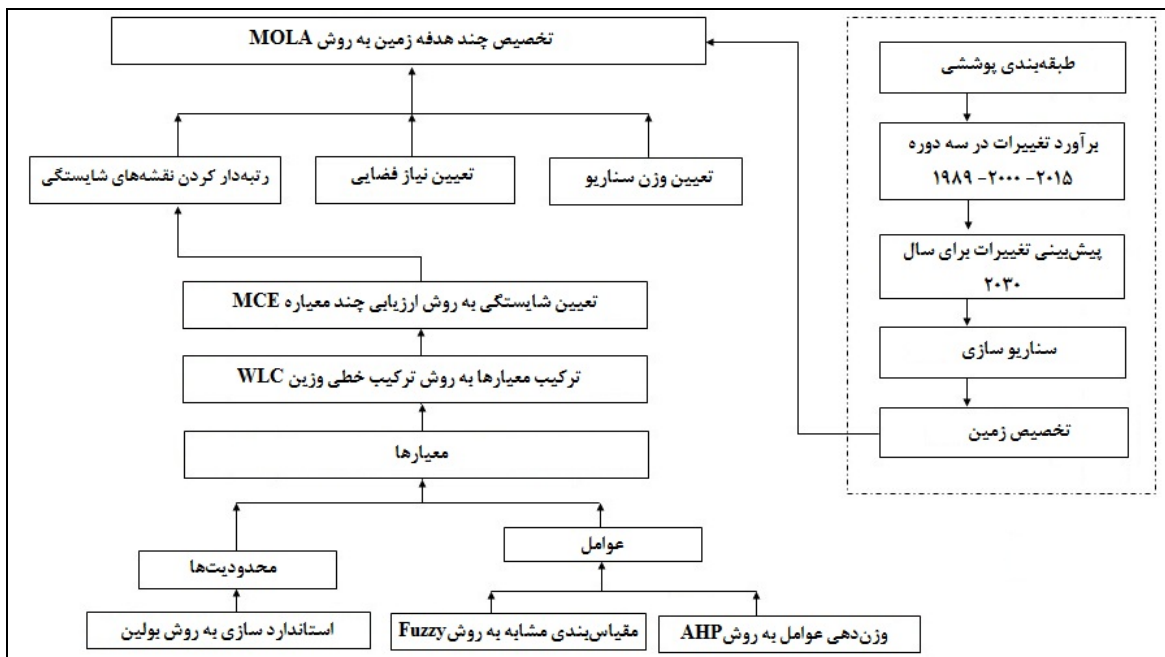 تخصیص چند هدفه زمین به روش MOLA
طبقه‌بندی پوششی
برآورد تغییرات در سه دوره
۱۹۸۹ -۲۰۰۰ -۲۰۱۵
پیش‌بینی تغییرات برای سال
۲۰۳۰
سناریو سازی
تخصیص زمین
تعیین وزن سناریو
تعیین نیاز فضایی
رتبه‌دار کردن نقشه‌های شایستگی
تعیین شایستگی به روش ارزیابی چند معیاره MCE
ترکیب معیارها به روش ترکیب خطی وزین WLC
معیارها
عوامل
محدودیت‌ها
وزن‌دهی عوامل به روش AHP
مقیاس‌بندی مشابه به روش Fuzzy
استاندارد سازی به روش بولین